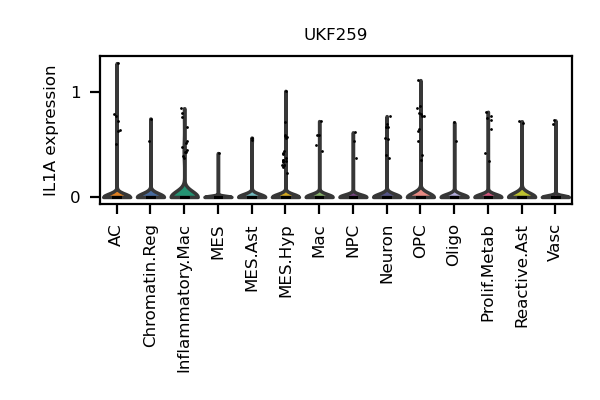 UKF259
IL1A expression
1
0
AC
Chromatin.Reg
Inflammatory.Mac
MES
MES.Ast
MES.Hyp
Mac
NPC
Neuron
OPC
Oligo
Prolif.Metab
Reactive.Ast
Vasc